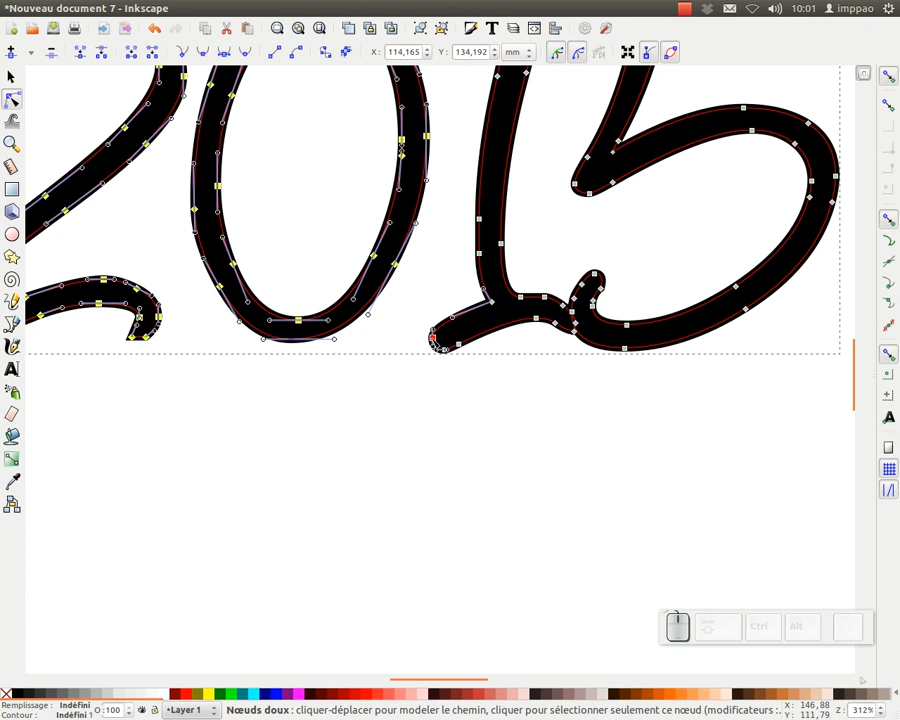 *Nouveau document 7 - Inkscape
10:01
imppao
X:
114,165
Y:
134,192
mm
2015
Ctrl
Alt
Remplissage :
Indéfini
Contour :
Indéfini 1
O:
100
•Layer 1
Nœuds doux : cliquer-déplacer pour modeler le chemin, cliquer pour sélectionner seulement ce nœud (modificateurs :.
X: 146,88
Y: 111,79
Z:
312%